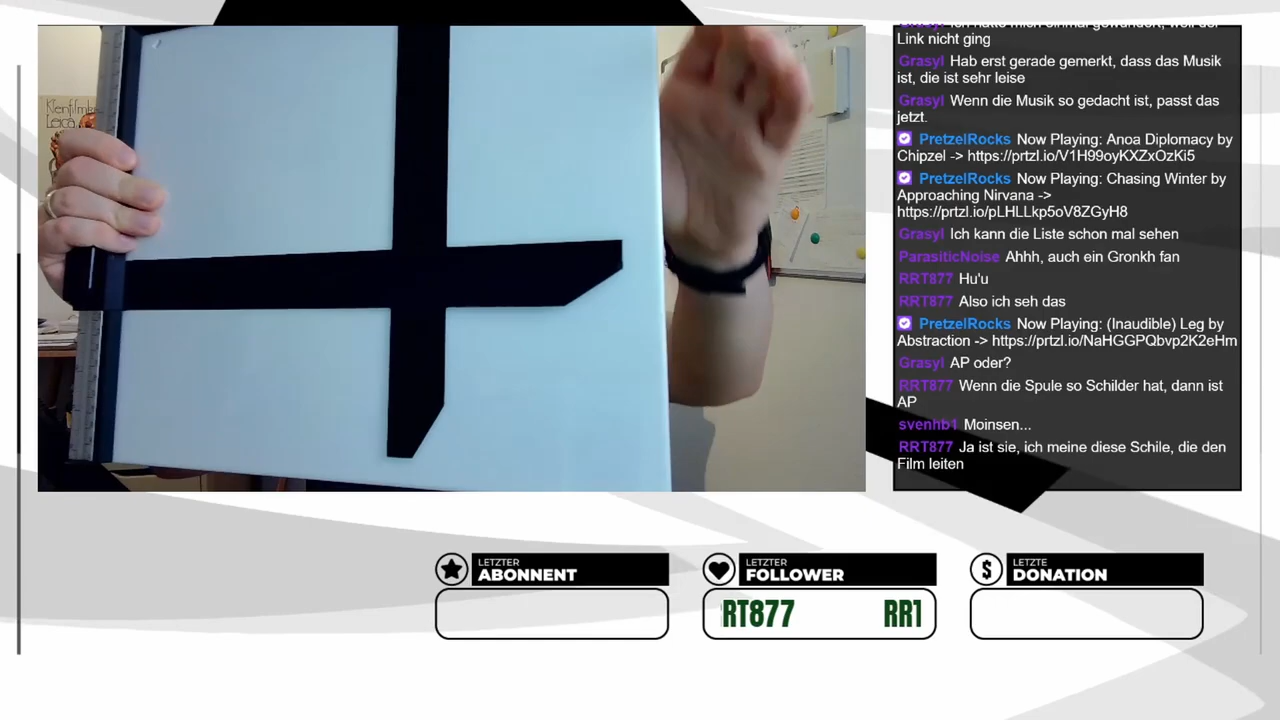 Kleinfilmk
Leica
Link nicht ging
Grasyl Hab erst gerade gemerkt, dass das Musik
ist, die ist sehr leise
Grasyl Wenn die Musik so gedacht ist, passt das
jetzt.
PretzelRocks Now Playing: Anoa Diplomacy by
Chipzel -> https://prtzl.io/V1H99oyKXZxOzKi5
PretzelRocks Now Playing: Chasing Winter by
Approaching Nirvana ->
https://prtzl.io/pLHLLkp5oV8ZGyH8
Grasyl Ich kann die Liste schon mal sehen
ParasiticNoise Ahhh, auch ein Gronkh fan
RRT877 Hu'u
RRT877 Also ich seh das
PretzelRocks Now Playing: (Inaudible) Leg by
Abstraction -> https://prtzl.io/NaHGGPQbvp2K2eHm
Grasyl AP oder?
RRT877 Wenn die Spule so Schilder hat, dann ist
AP
svenhb1 Moinsen...
RRT877 Ja ist sie, ich meine diese Schile, die den
Film leiten
LETZTER
ABONNENT
LETZTER
FOLLOWER
RT877 RR1
LETZTE
DONATION